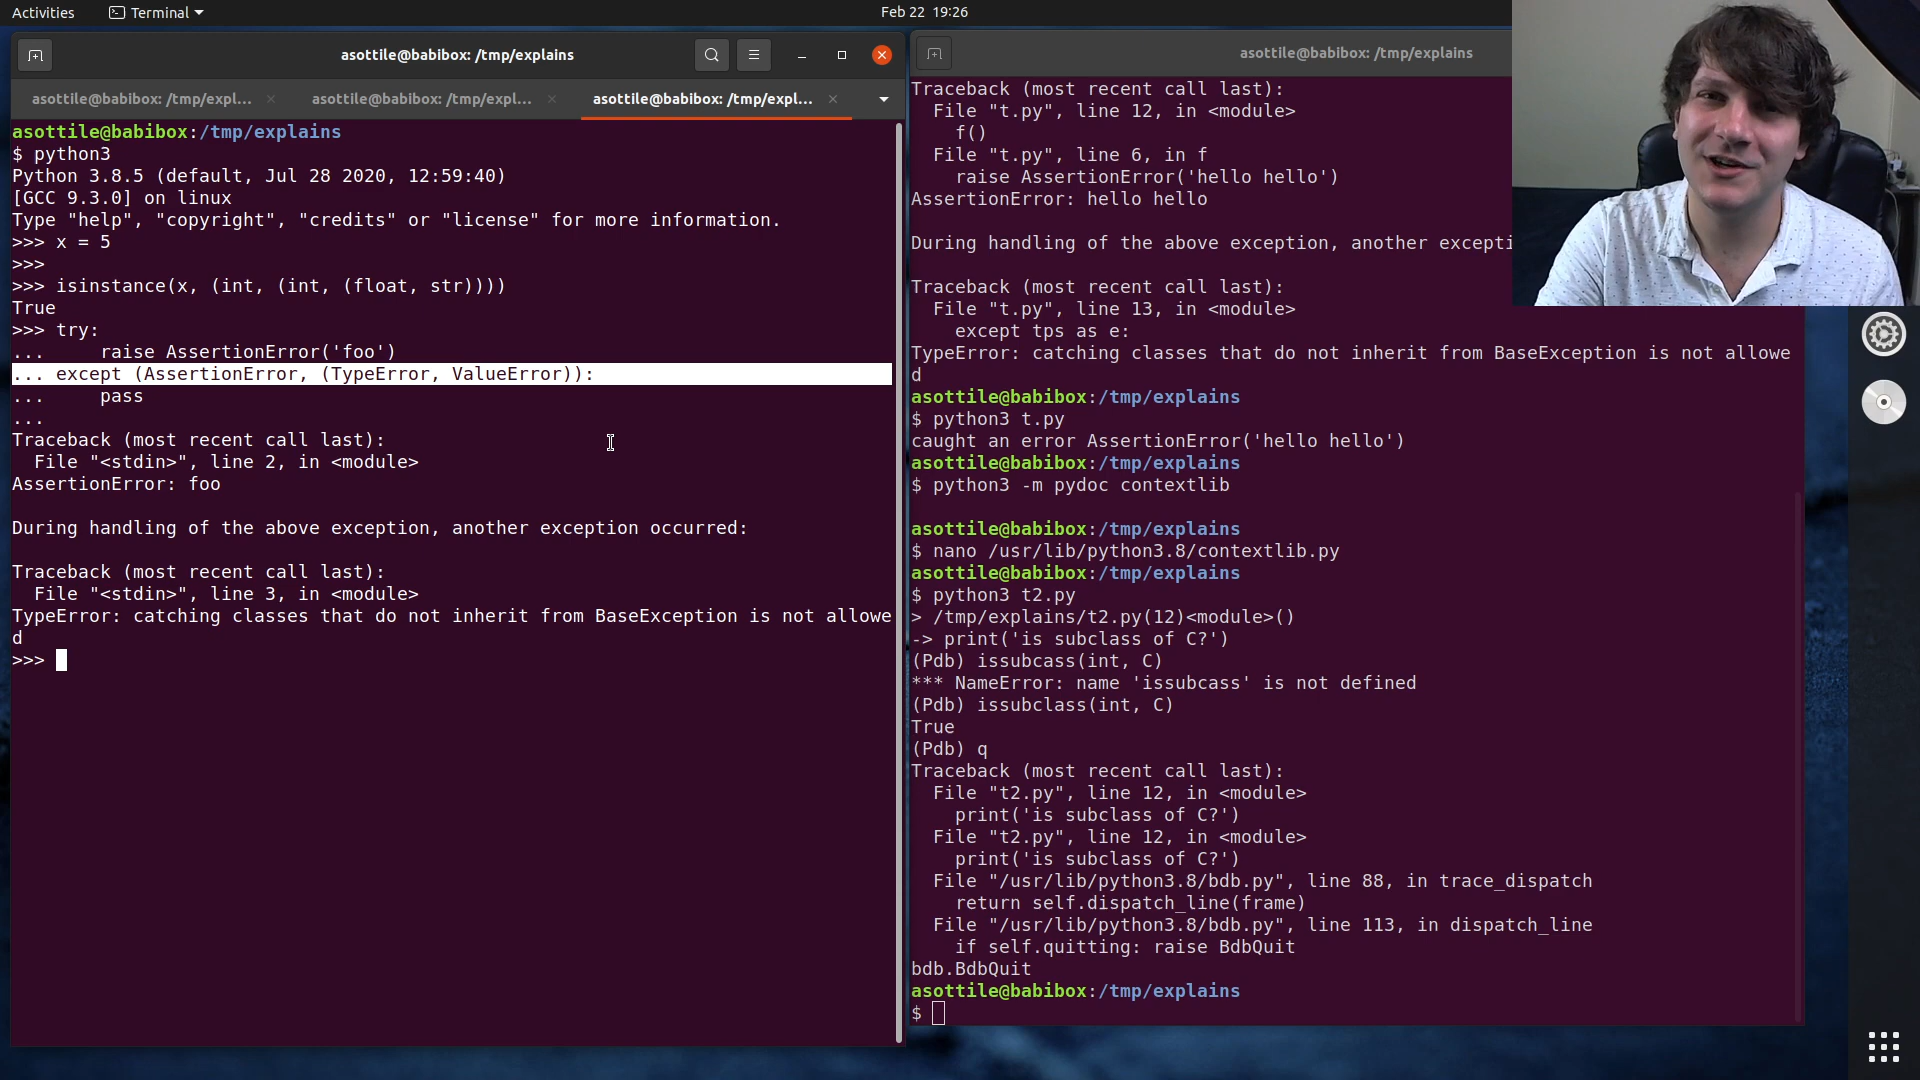 Activities
Terminal
Feb 22 19:26
asottile@babibox: /tmp/explains
asottile@babibox: /tmp/expl...
asottile@babibox: /tmp/expl...
asottile@babibox: /tmp/expl...
asottile@babibox:/tmp/explains
$ python3
Python 3.8.5 (default, Jul 28 2020, 12:59:40)
[GCC 9.3.0] on linux
Type "help", "copyright", "credits" or "license" for more information.
>>> x = 5
>>>
>>> isinstance(x, (int, (int, (float, str))))
True
>>> try:
...     raise AssertionError('foo')
... except (AssertionError, (TypeError, ValueError)):
...     pass
...
Traceback (most recent call last):
  File "<stdin>", line 2, in <module>
AssertionError: foo
During handling of the above exception, another exception occurred:
Traceback (most recent call last):
  File "<stdin>", line 3, in <module>
TypeError: catching classes that do not inherit from BaseException is not allowe
d
>>>
asottile@babibox: /tmp/explains
Traceback (most recent call last):
  File "t.py", line 12, in <module>
    f()
  File "t.py", line 6, in f
    raise AssertionError('hello hello')
AssertionError: hello hello
During handling of the above exception, another excepti
Traceback (most recent call last):
  File "t.py", line 13, in <module>
    except tps as e:
TypeError: catching classes that do not inherit from BaseException is not allowe
d
asottile@babibox:/tmp/explains
$ python3 t.py
caught an error AssertionError('hello hello')
asottile@babibox:/tmp/explains
$ python3 -m pydoc contextlib
asottile@babibox:/tmp/explains
$ nano /usr/lib/python3.8/contextlib.py
asottile@babibox:/tmp/explains
$ python3 t2.py
> /tmp/explains/t2.py(12)<module>()
-> print('is subclass of C?')
(Pdb) issubcass(int, C)
*** NameError: name 'issubcass' is not defined
(Pdb) issubclass(int, C)
True
(Pdb) q
Traceback (most recent call last):
  File "t2.py", line 12, in <module>
    print('is subclass of C?')
  File "t2.py", line 12, in <module>
    print('is subclass of C?')
  File "/usr/lib/python3.8/bdb.py", line 88, in trace_dispatch
    return self.dispatch_line(frame)
  File "/usr/lib/python3.8/bdb.py", line 113, in dispatch_line
    if self.quitting: raise BdbQuit
bdb.BdbQuit
asottile@babibox:/tmp/explains
$